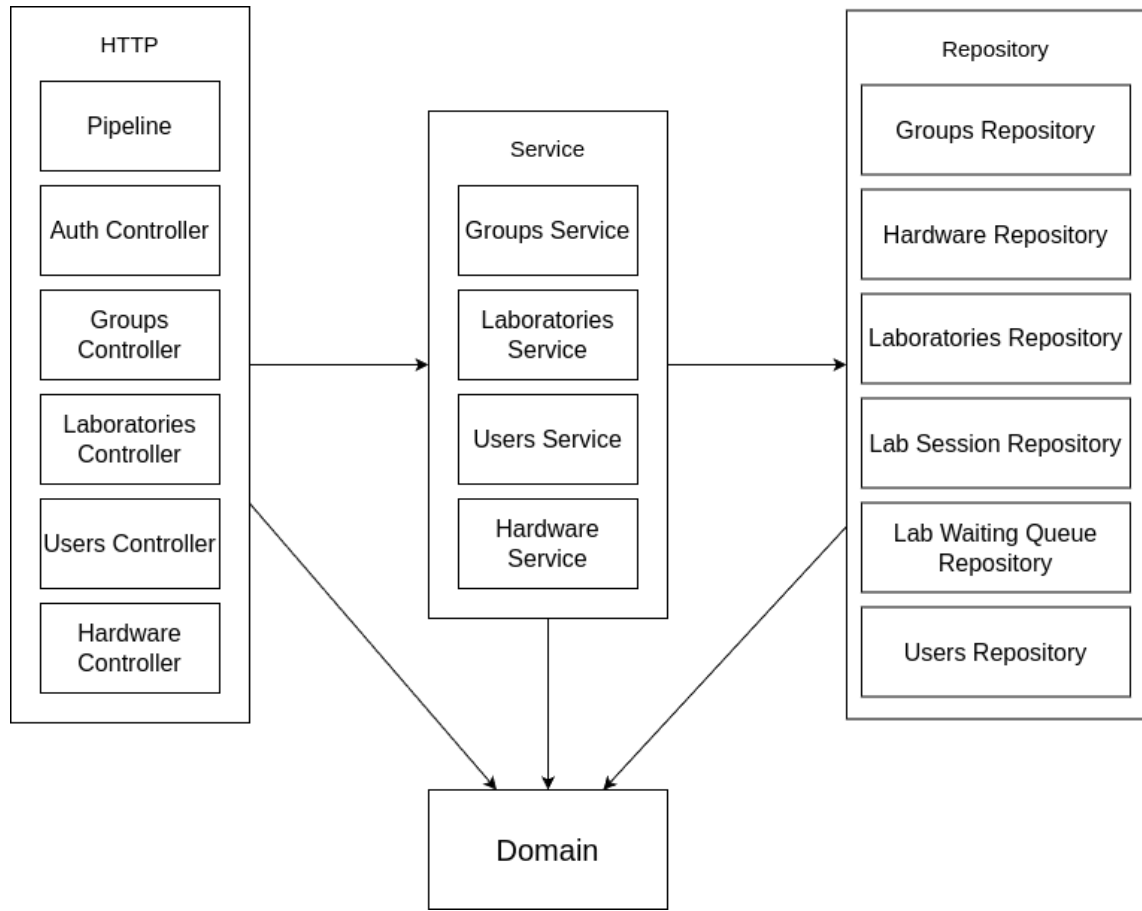 HTTP
Pipeline
Auth Controller
Groups
Controller
Laboratories
Controller
Users Controller
Hardware
Controller
Service
Groups Service
Laboratories
Service
Users Service
Hardware
Service
Repository
Groups Repository
Hardware Repository
Laboratories Repository
Lab Session Repository
Lab Waiting Queue
Repository
Users Repository
Domain